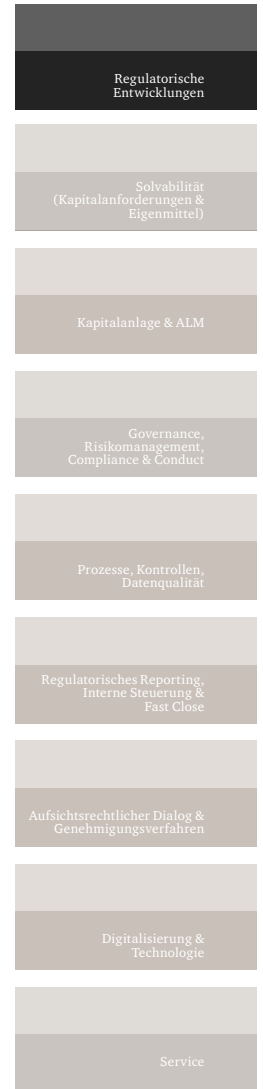 Regulatorische
Entwicklungen
Solvabilität
(Kapitalanforderungen &
Eigenmittel)
Kapitalanlage & ALM
Governance,
Risikomanagement,
Compliance & Conduct
Prozesse, Kontrollen,
Datenqualität
Regulatorisches Reporting,
Interne Steuerung &
Fast Close
Aufsichtsrechtlicher Dialog &
Genehmigungsverfahren
Digitalisierung &
Technologie
Service